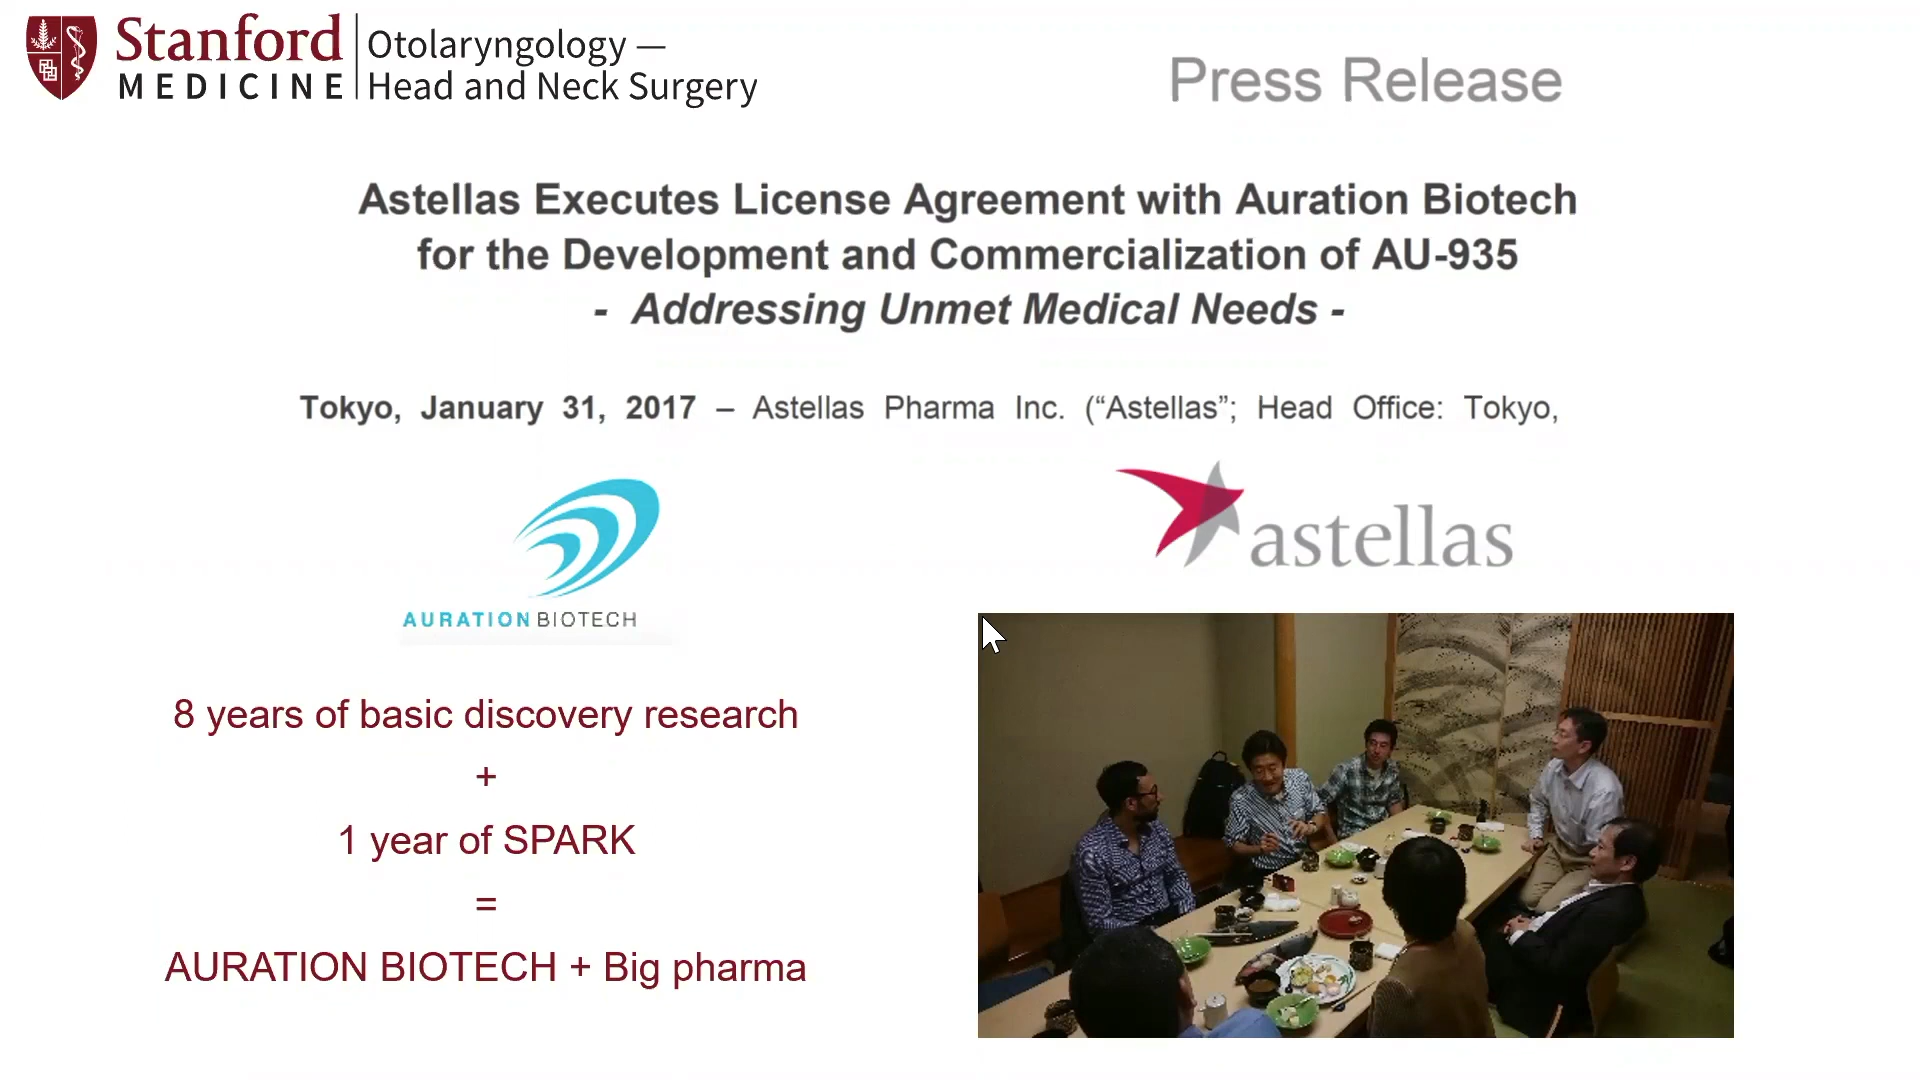 Stanford
MEDICINE
Otolaryngology —
Head and Neck Surgery
Press Release
Astellas Executes License Agreement with Auration Biotech
for the Development and Commercialization of AU-935
- Addressing Unmet Medical Needs -
Tokyo, January 31, 2017 – Astellas Pharma Inc. (“Astellas”; Head Office: Tokyo,
AURATION BIOTECH
astellas
8 years of basic discovery research
+
1 year of SPARK
=
AURATION BIOTECH + Big pharma